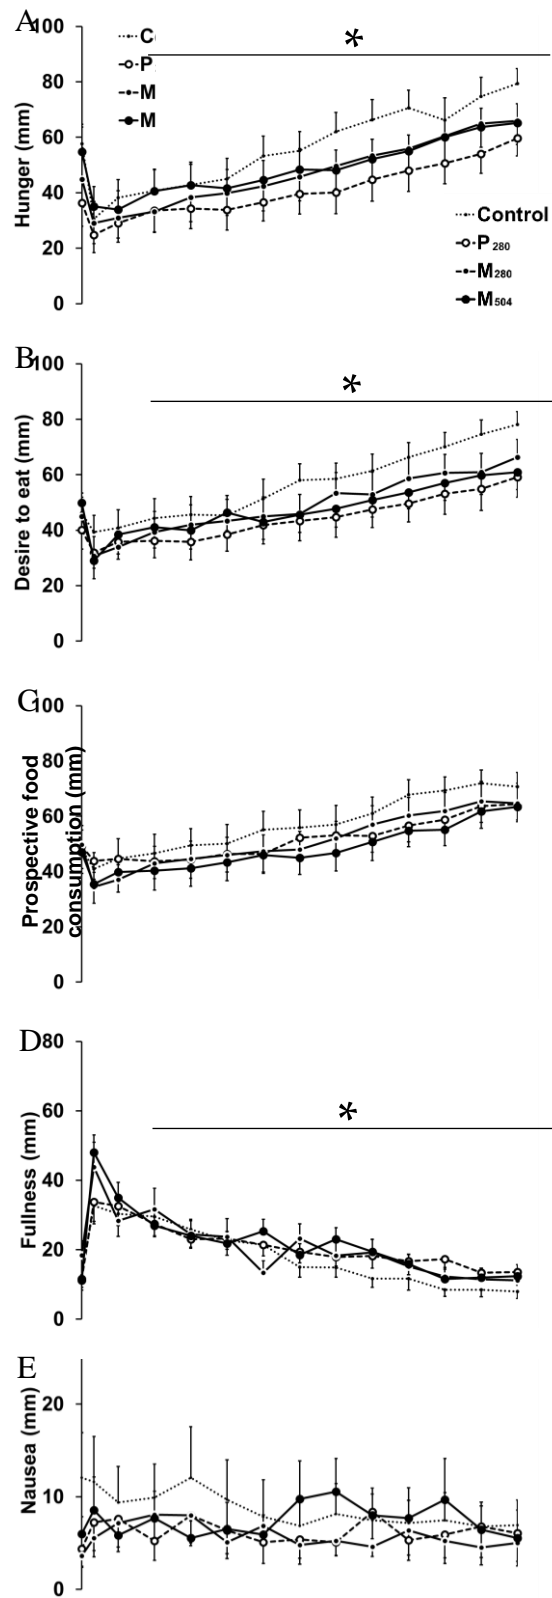 A
100
80
60
40
20
0
Hunger (mm)
*
C
P
M
M
Control
P280
M280
M504
B
100
80
60
40
20
0
Desire to eat (mm)
*
C
100
80
60
40
20
0
Prospective food
consumption (mm)
D
80
60
40
20
0
Fullness (mm)
*
E
20
10
0
Nausea (mm)